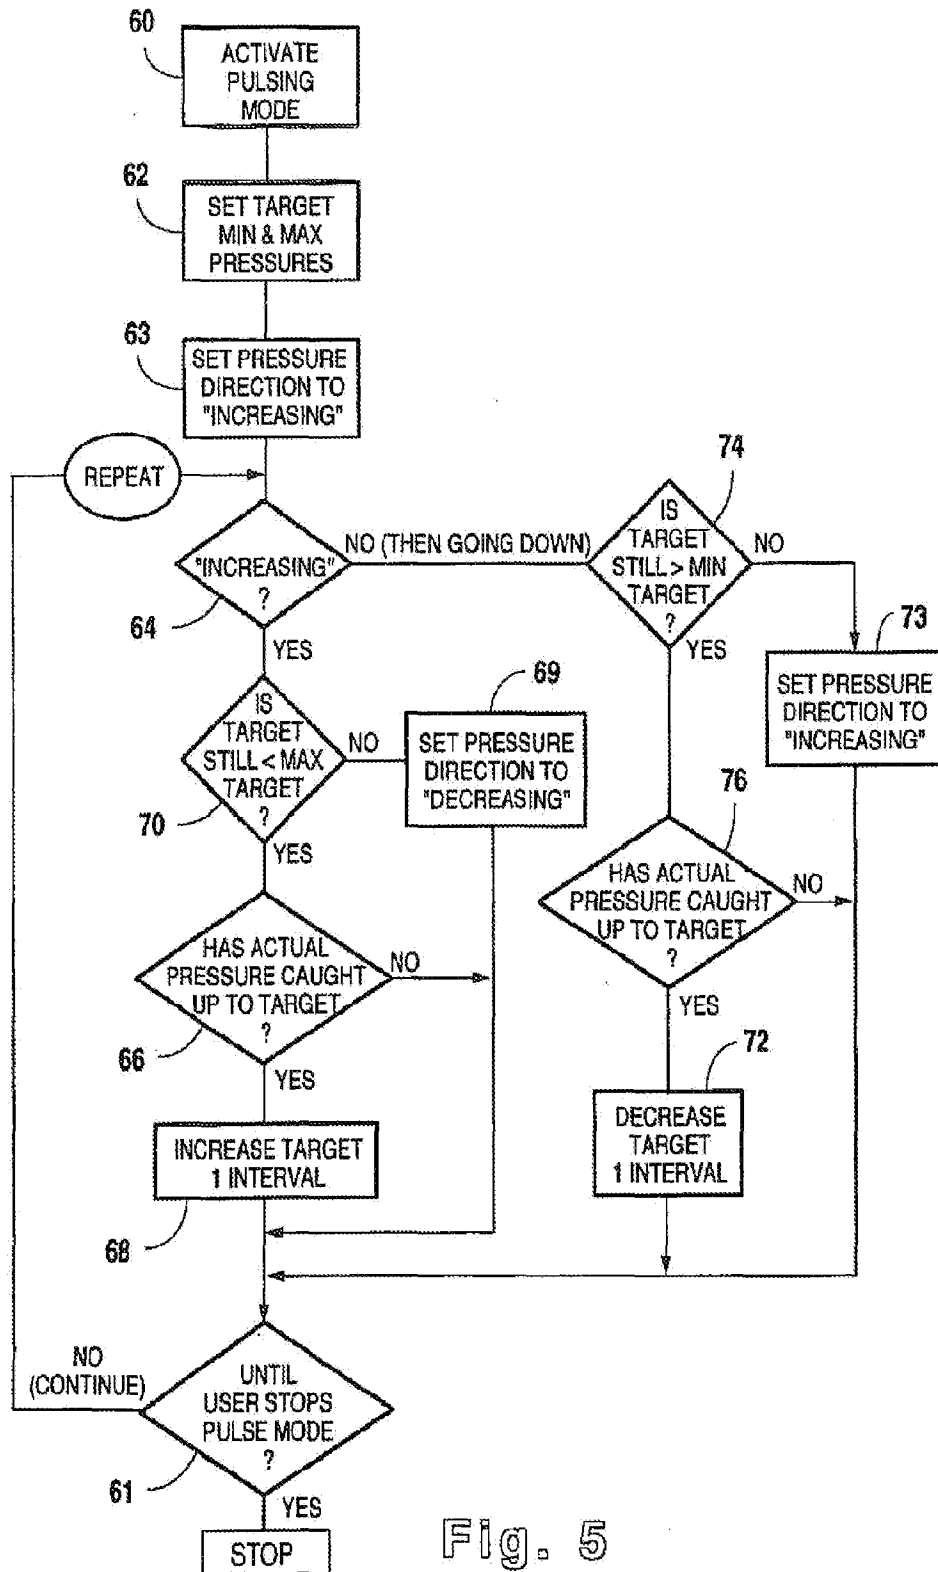 60
ACTIVATE
PULSING
MODE
62
SET TARGET
MIN & MAX
PRESSURES
63
SET PRESSURE
DIRECTION TO
"INCREASING"
REPEAT
"INCREASING"
?
64
NO (THEN GOING DOWN)
YES
74
IS
TARGET
STILL > MIN
TARGET
?
NO
YES
73
SET PRESSURE
DIRECTION TO
"INCREASING"
IS
TARGET
STILL < MAX
TARGET
?
70
NO
YES
69
SET PRESSURE
DIRECTION TO
"DECREASING"
76
HAS ACTUAL
PRESSURE CAUGHT
UP TO TARGET
?
NO
YES
HAS ACTUAL
PRESSURE CAUGHT
UP TO TARGET
?
66
NO
YES
72
DECREASE
TARGET
1 INTERVAL
INCREASE TARGET
1 INTERVAL
68
NO
(CONTINUE)
UNTIL
USER STOPS
PULSE MODE
?
61
YES
STOP
Fig. 5